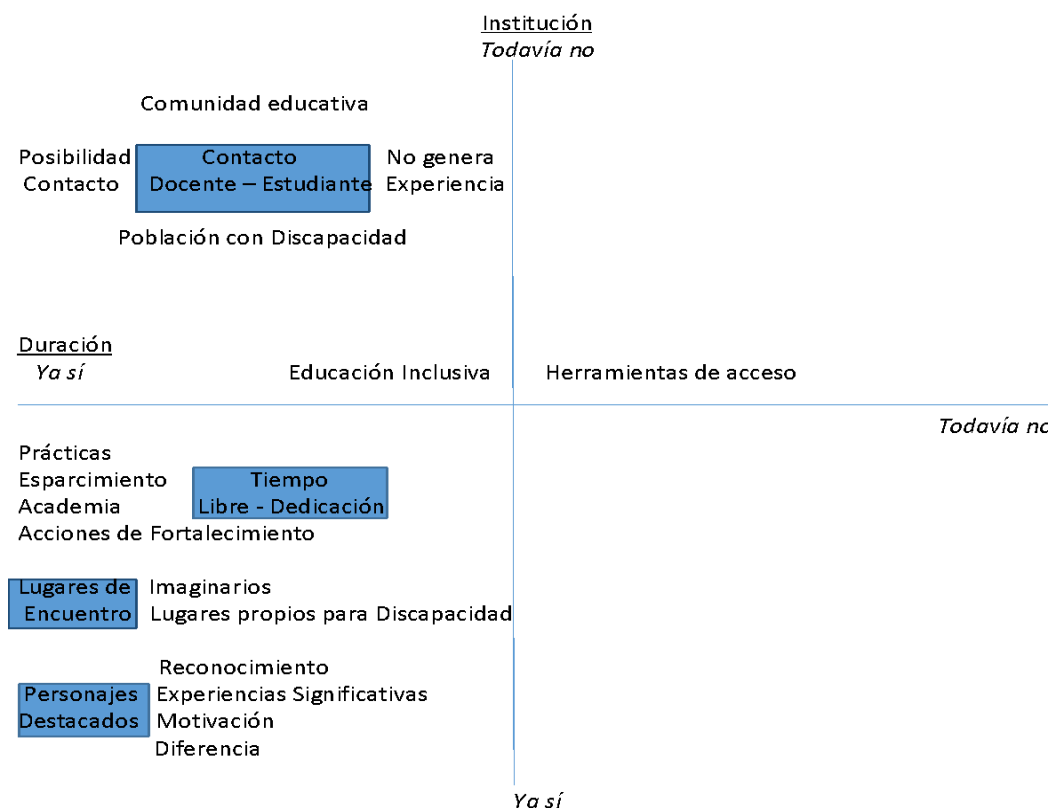 Institución
Todavía no
Comunidad educativa
Posibilidad Contacto No genera
Contacto Docente – Estudiante Experiencia
Población con Discapacidad
Duración
Ya sí Educación Inclusiva Herramientas de acceso
Todavía no
Prácticas
Esparcimiento Tiempo
Academia Libre - Dedicación
Acciones de Fortalecimiento
Lugares de Imaginarios
Encuentro Lugares propios para Discapacidad
Reconocimiento
Personajes Experiencias Significativas
Destacados Motivación
Diferencia
Ya sí